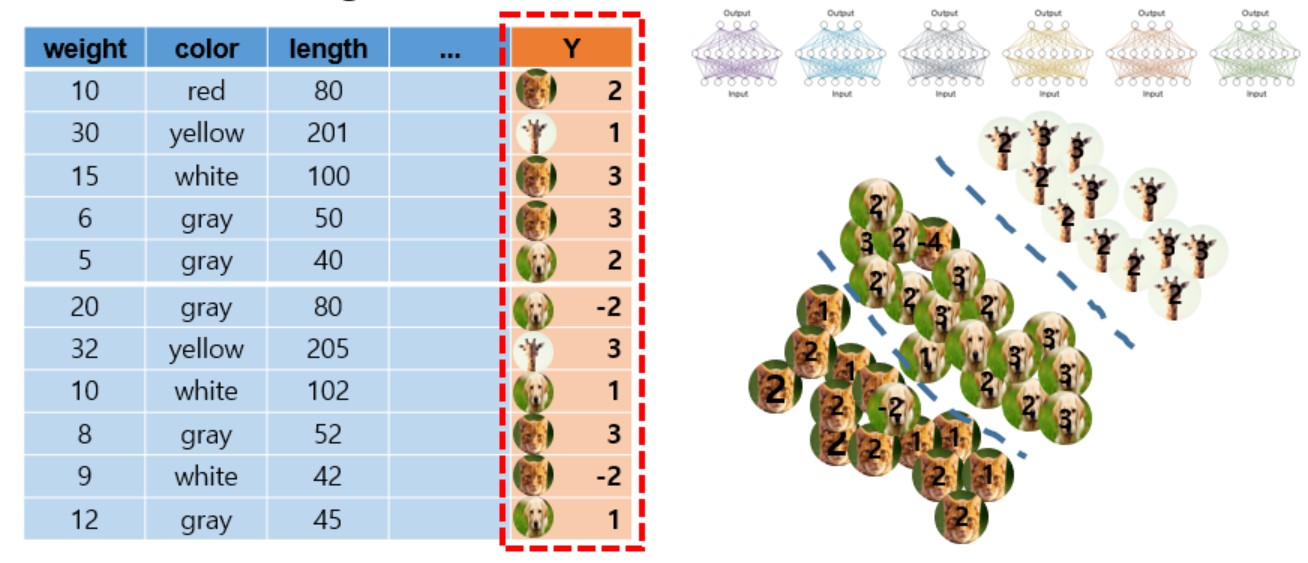 weight color length ... Y
10 red 80 2
30 yellow 201 1
15 white 100 3
6 gray 50 3
5 gray 40 2
20 gray 80 -2
32 yellow 205 3
10 white 102 1
8 gray 52 3
9 white 42 -2
12 gray 45 1
Output Output Output Output Output Output
Input Input Input Input Input Input
2 3 3
2 3 3
2
2 3 3
2
2
2
3 2 -4
2 3
2 2
3
1 3 3
2 3
2 3
1
2
1
2
2 -2
2 2 1 1
2 1
2